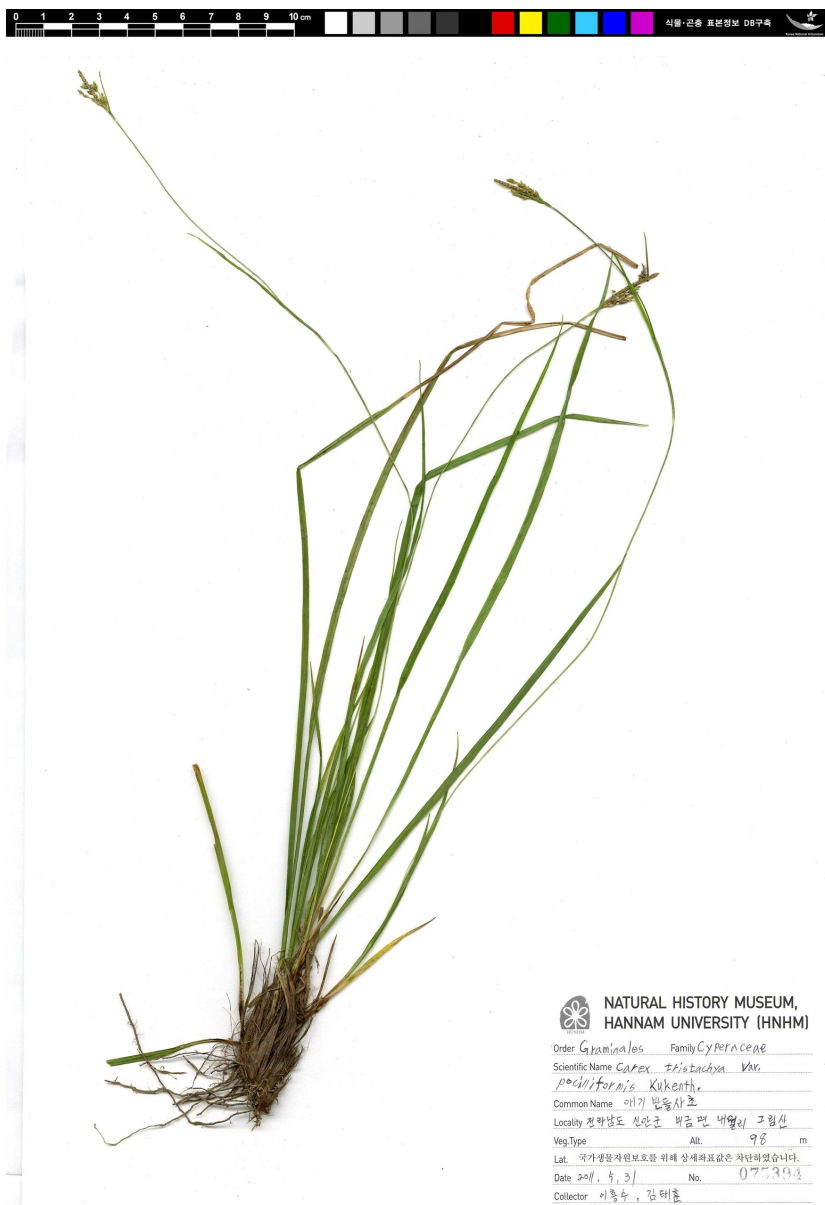 0 1 2 3 4 5 6 7 8 9 10 cm
식물·곤충 표본정보 DB구축
NATURAL HISTORY MUSEUM,
HANNAM UNIVERSITY (HNHM)
Order Graminales Family Cyperaceae
Scientific Name Carex tristachya Var.
pocilliformis Kukenth.
Common Name 애기반들사초
Locality 전라남도 신안군 비금면 내월리 그림산
Veg.Type Alt. 98 m
Lat. 국가생물자원보호를 위해 상세좌표값은 차단하였습니다.
Date 2011. 5. 31 No. 075394
Collector 이홍수, 김태훈